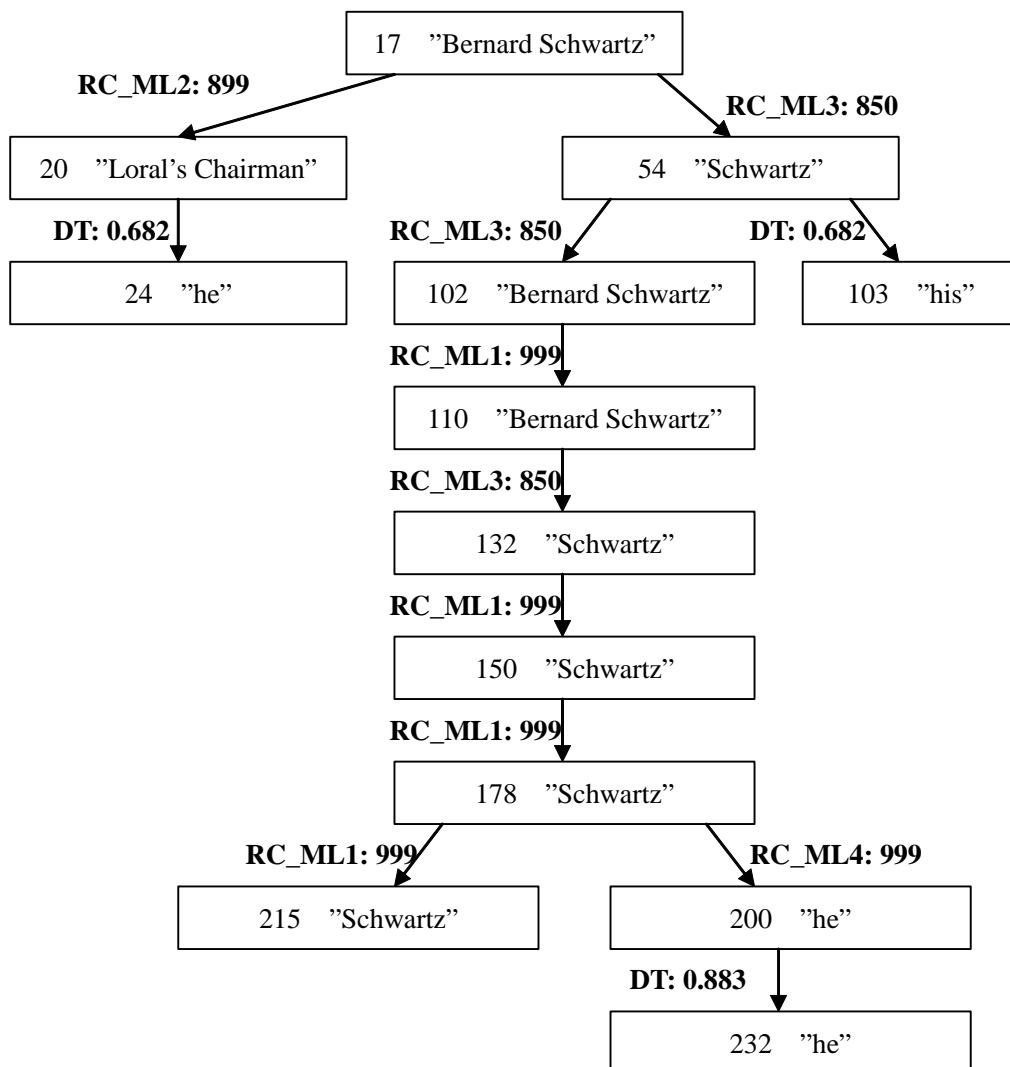 17 ”Bernard Schwartz”
RC_ML2: 899
RC_ML3: 850
20 ”Loral’s Chairman”
54 ”Schwartz”
DT: 0.682
RC_ML3: 850
DT: 0.682
24 ”he”
102 ”Bernard Schwartz”
103 ”his”
RC_ML1: 999
110 ”Bernard Schwartz”
RC_ML3: 850
132 ”Schwartz”
RC_ML1: 999
150 ”Schwartz”
RC_ML1: 999
178 ”Schwartz”
RC_ML1: 999
RC_ML4: 999
215 ”Schwartz”
200 ”he”
DT: 0.883
232 ”he”